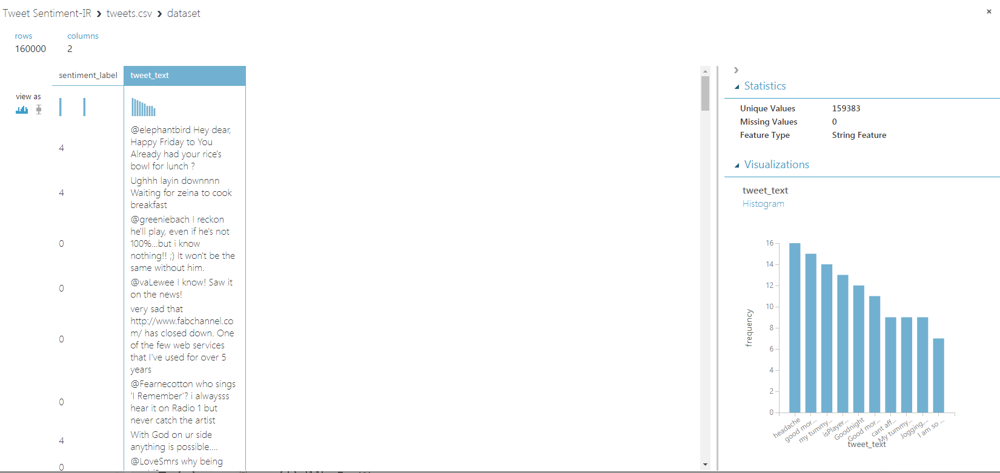 Tweet Sentiment-IR › tweets.csv › dataset
×
rows columns
160000 2
sentiment_label tweet_text
view as
4
@elephantbird Hey dear,
Happy Friday to You
Already had your rice's
bowl for lunch ?
4
Ughhh layin downnnn
Waiting for zeina to cook
breakfast
0
@greeniebach I reckon
he'll play, even if he's not
100%...but i know
nothing!! ;) It won't be the
same without him.
0
@vaLewee I know! Saw it
on the news!
0
very sad that
http://www.fabchannel.co
m/ has closed down. One
of the few web services
that I've used for over 5
years
0
@Fearnecotton who sings
'I Remember'? i alwaysss
hear it on Radio 1 but
never catch the artist
4
With God on ur side
anything is possible....
0
@LoveSmrs why being
Statistics
Unique Values 159383
Missing Values 0
Feature Type String Feature
Visualizations
tweet_text
Histogram
16
14
12
10
8
6
4
2
0
frequency
headache
good mor...
my tummy...
isPlayer...
Goodnight
Good mor...
cant aff...
My tummy...
Jogging,...
I am so ...
tweet_text